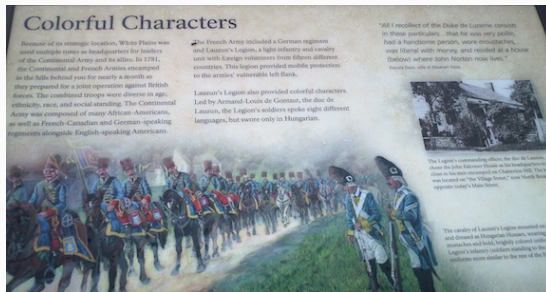 Colorful Characters
Because of its strategic location, White Plains was
used multiple times as headquarters for leaders
of the Continental Army and its allies. In 1781,
the Continental and French Armies encamped
in the hills behind you for nearly a month as
they prepared for a joint operation against British
forces. The combined troops were diverse in age,
ethnicity, race, and social standing. The Continental
Army was composed of many African-Americans,
as well as French-Canadian and German-speaking
regiments alongside English-speaking Americans.
The French Army included a German regiment
and Lauzun's Legion, a light infantry and cavalry
unit with foreign volunteers from fifteen different
countries. This legion provided mobile protection
to the armies' vulnerable left flank.
Lauzun's Legion also provided colorful characters.
Led by Armand-Louis de Gontaut, the duc de
Lauzun, the Legion's soldiers spoke eight different
languages, but swore only in Hungarian.
"All I recollect of the Duke de Luzerne consists
in these particulars... that he was very polite,
had a handsome person, wore moustaches,
was liberal with money, and resided at a house
(below) where John Norton now lives,"
The Legion's commanding officer, the duc de Lauzun,
chose the John Falconer House as his headquarters
close to his men encamped on Chatterton Hill. The
was located on "the Village Street," now North
opposite today's Main Street.
The cavalry of Lauzun's Legion mounted on
and dressed as Hungarian Hussars, wearing
mustaches and bold, brightly colored
Legion's infantry (soldiers standing to the
uniforms more similar to the rest of the